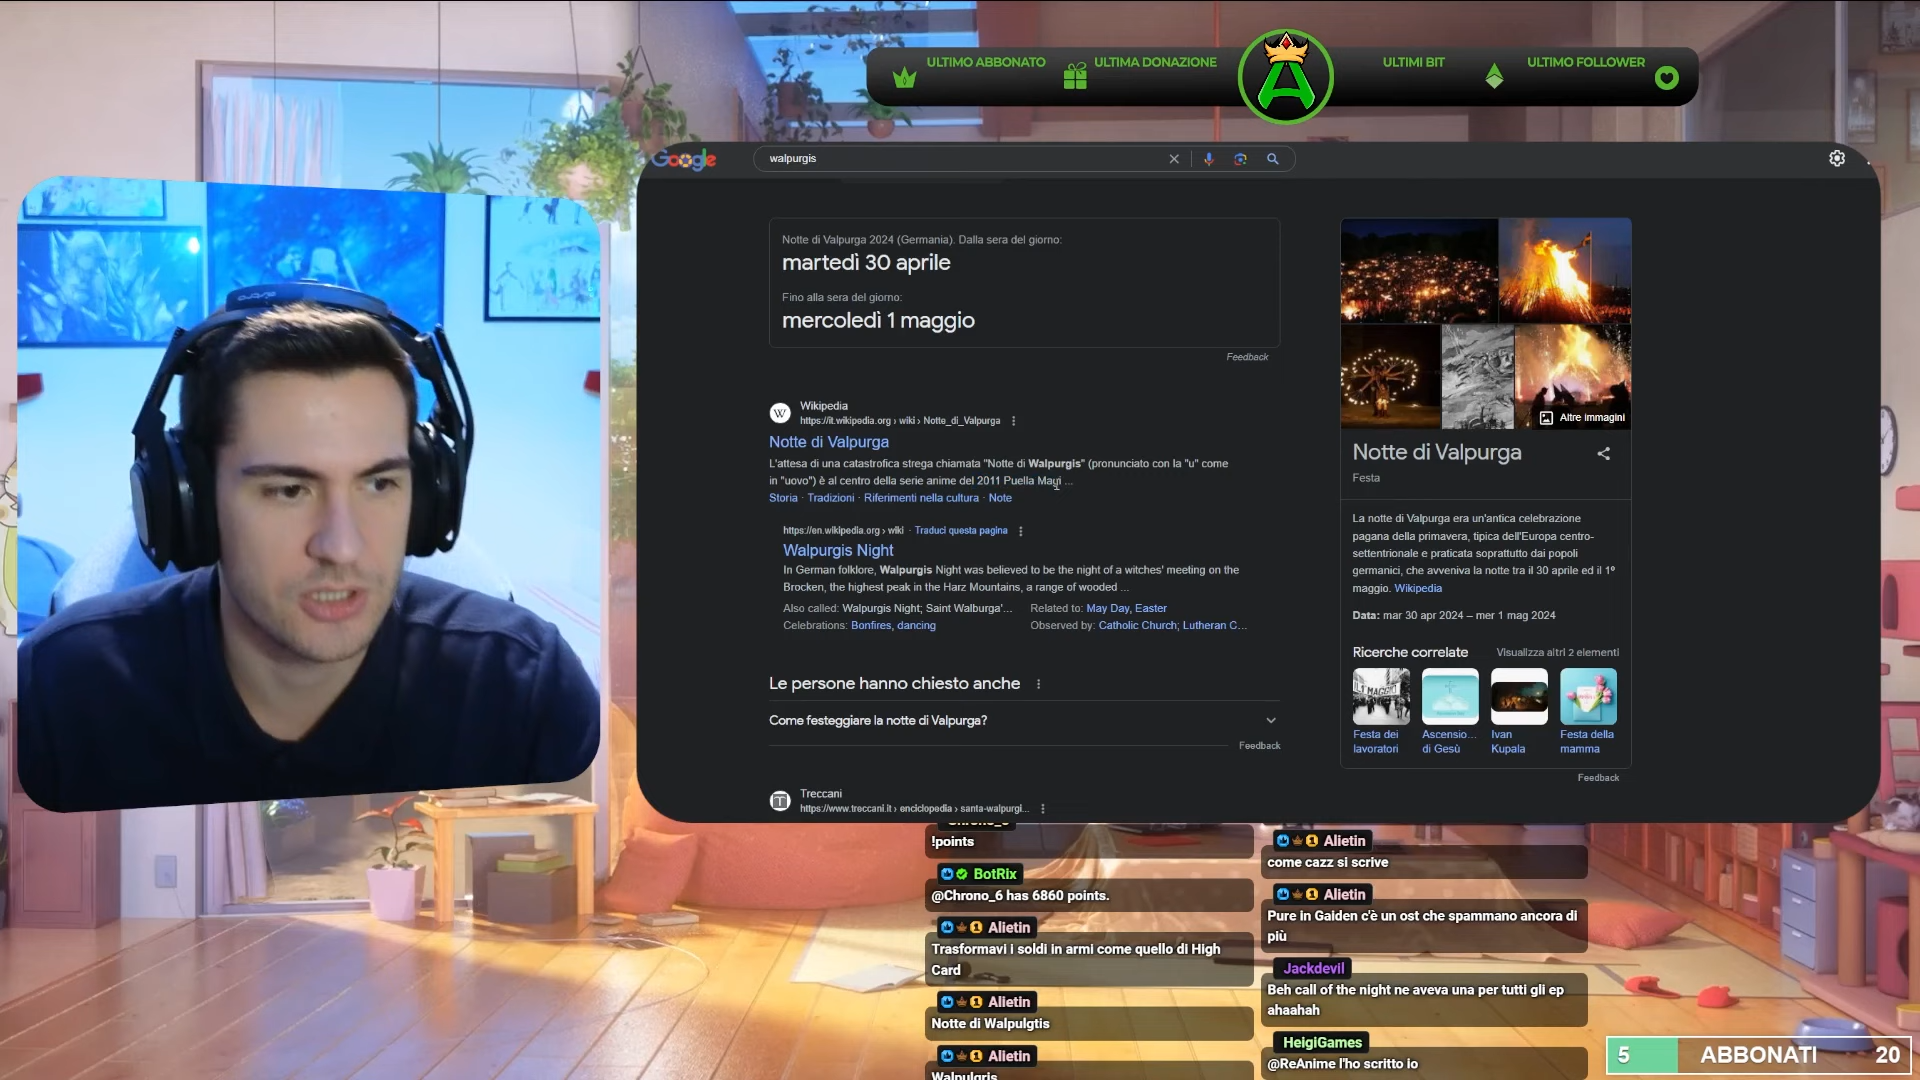 ULTIMO ABBONATO
ULTIMA DONAZIONE
ULTIMI BIT
ULTIMO FOLLOWER
Google
walpurgis
Notte di Valpurga 2024 (Germania). Dalla sera del giorno:
martedì 30 aprile
Fino alla sera del giorno:
mercoledì 1 maggio
Feedback
Wikipedia
https://it.wikipedia.org › wiki › Notte_di_Valpurga
Notte di Valpurga
L'attesa di una catastrofica strega chiamata "Notte di Walpurgis" (pronunciato con la "u" come
in "uovo") è al centro della serie anime del 2011 Puella Magi ...
Storia · Tradizioni · Riferimenti nella cultura · Note
https://en.wikipedia.org › wiki · Traduci questa pagina
Walpurgis Night
In German folklore, Walpurgis Night was believed to be the night of a witches' meeting on the
Brocken, the highest peak in the Harz Mountains, a range of wooded ...
Also called: Walpurgis Night; Saint Walburga'...
Related to: May Day, Easter
Celebrations: Bonfires, dancing
Observed by: Catholic Church; Lutheran C...
Le persone hanno chiesto anche
Come festeggiare la notte di Valpurga?
Feedback
Treccani
https://www.treccani.it › enciclopedia › santa-walpurgi...
Altre immagini
Notte di Valpurga
Festa
La notte di Valpurga era un'antica celebrazione
pagana della primavera, tipica dell'Europa centro-
settentrionale e praticata soprattutto dai popoli
germanici, che avveniva la notte tra il 30 aprile ed il 1º
maggio. Wikipedia
Data: mar 30 apr 2024 – mer 1 mag 2024
Ricerche correlate
Visualizza altri 2 elementi
Festa dei
lavoratori
Ascensio...
di Gesù
Ivan
Kupala
Festa della
mamma
Feedback
!points
BotRix
@Chrono_6 has 6860 points.
Alietin
Trasformavi i soldi in armi come quello di High
Card
Alietin
Notte di Walpulgtis
Alietin
Walpulgris
Alietin
come cazz si scrive
Alietin
Pure in Gaiden c'è un ost che spammano ancora di
più
Jackdevil
Beh call of the night ne aveva una per tutti gli ep
ahaahah
HeigiGames
@ReAnime l'ho scritto io
5 ABBONATI 20